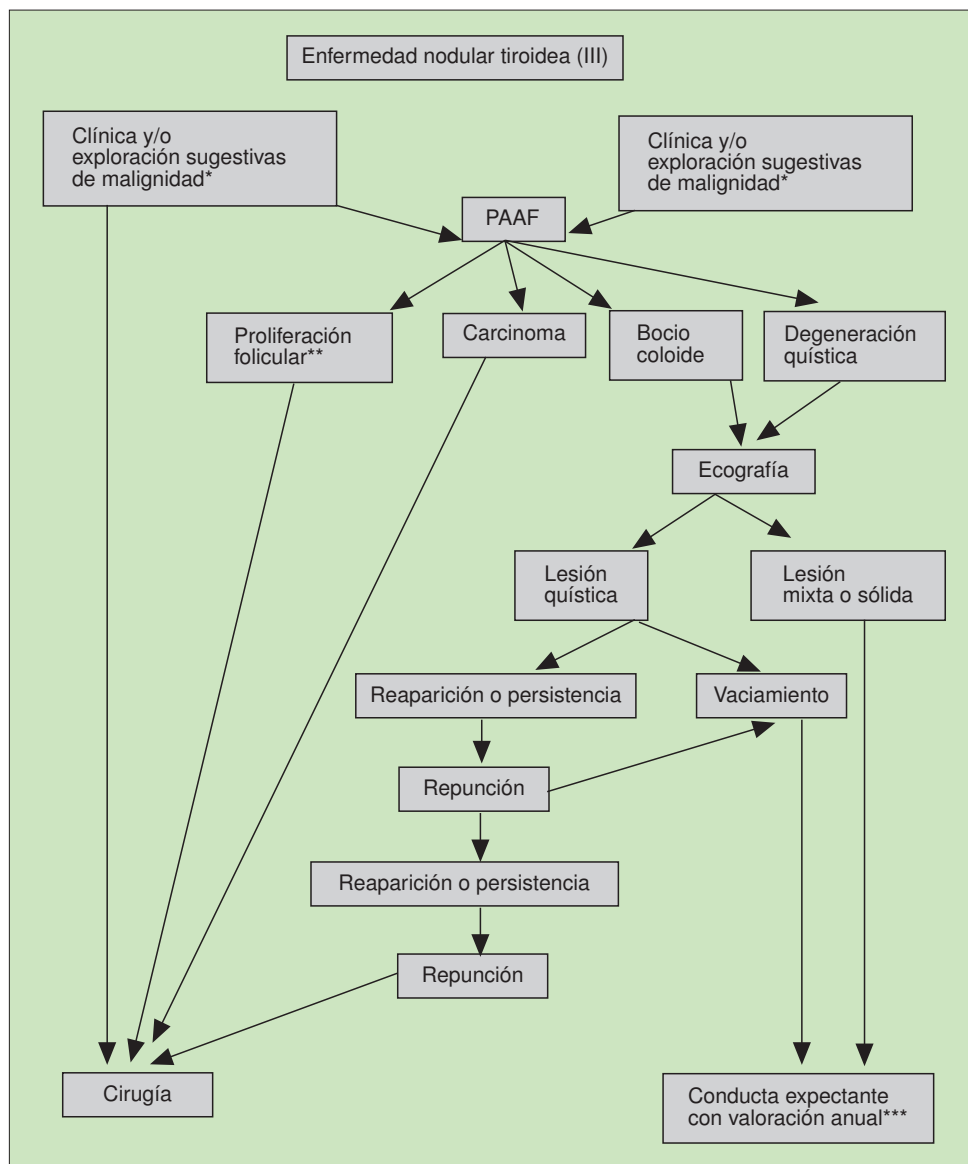 Enfermedad nodular tiroidea (III)
Clínica y/o
exploración sugestivas
de malignidad*
Clínica y/o
exploración sugestivas
de malignidad*
PAAF
Proliferación
folicular**
Carcinoma
Bocio
coloide
Degeneración
quística
Ecografía
Lesión
quística
Lesión
mixta o sólida
Reaparición o persistencia
Vaciamiento
Repunción
Reaparición o persistencia
Repunción
Cirugía
Conducta expectante
con valoración anual***